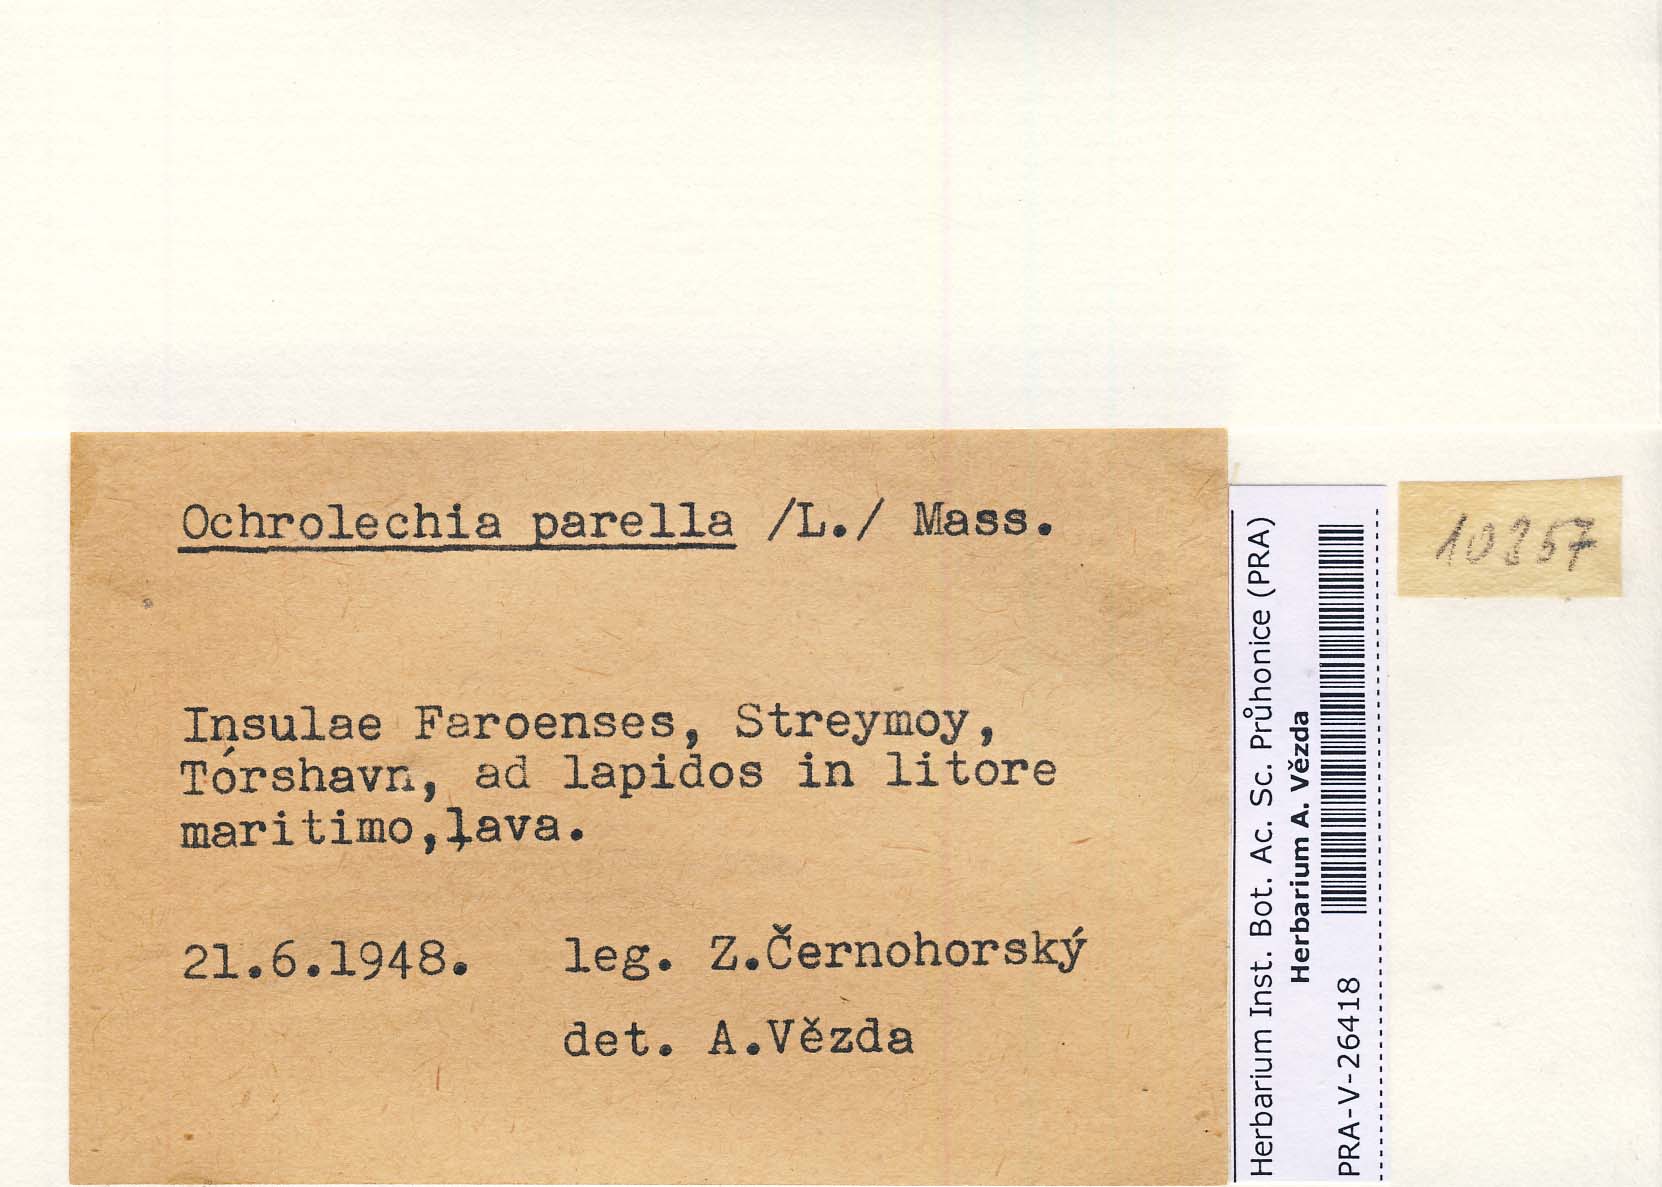 Ochrolechia parella /L./ Mass.
Insulae Faroenses, Streymoy,
Tórshavn, ad lapidos in litore
maritimo, lava.
21.6.1948. leg. Z.Černohorský
det. A.Vězda
Herbarium Inst. Bot. Ac. Sc. Průhonice (PRA)
Herbarium A. Vězda
PRA-V-26418
10257